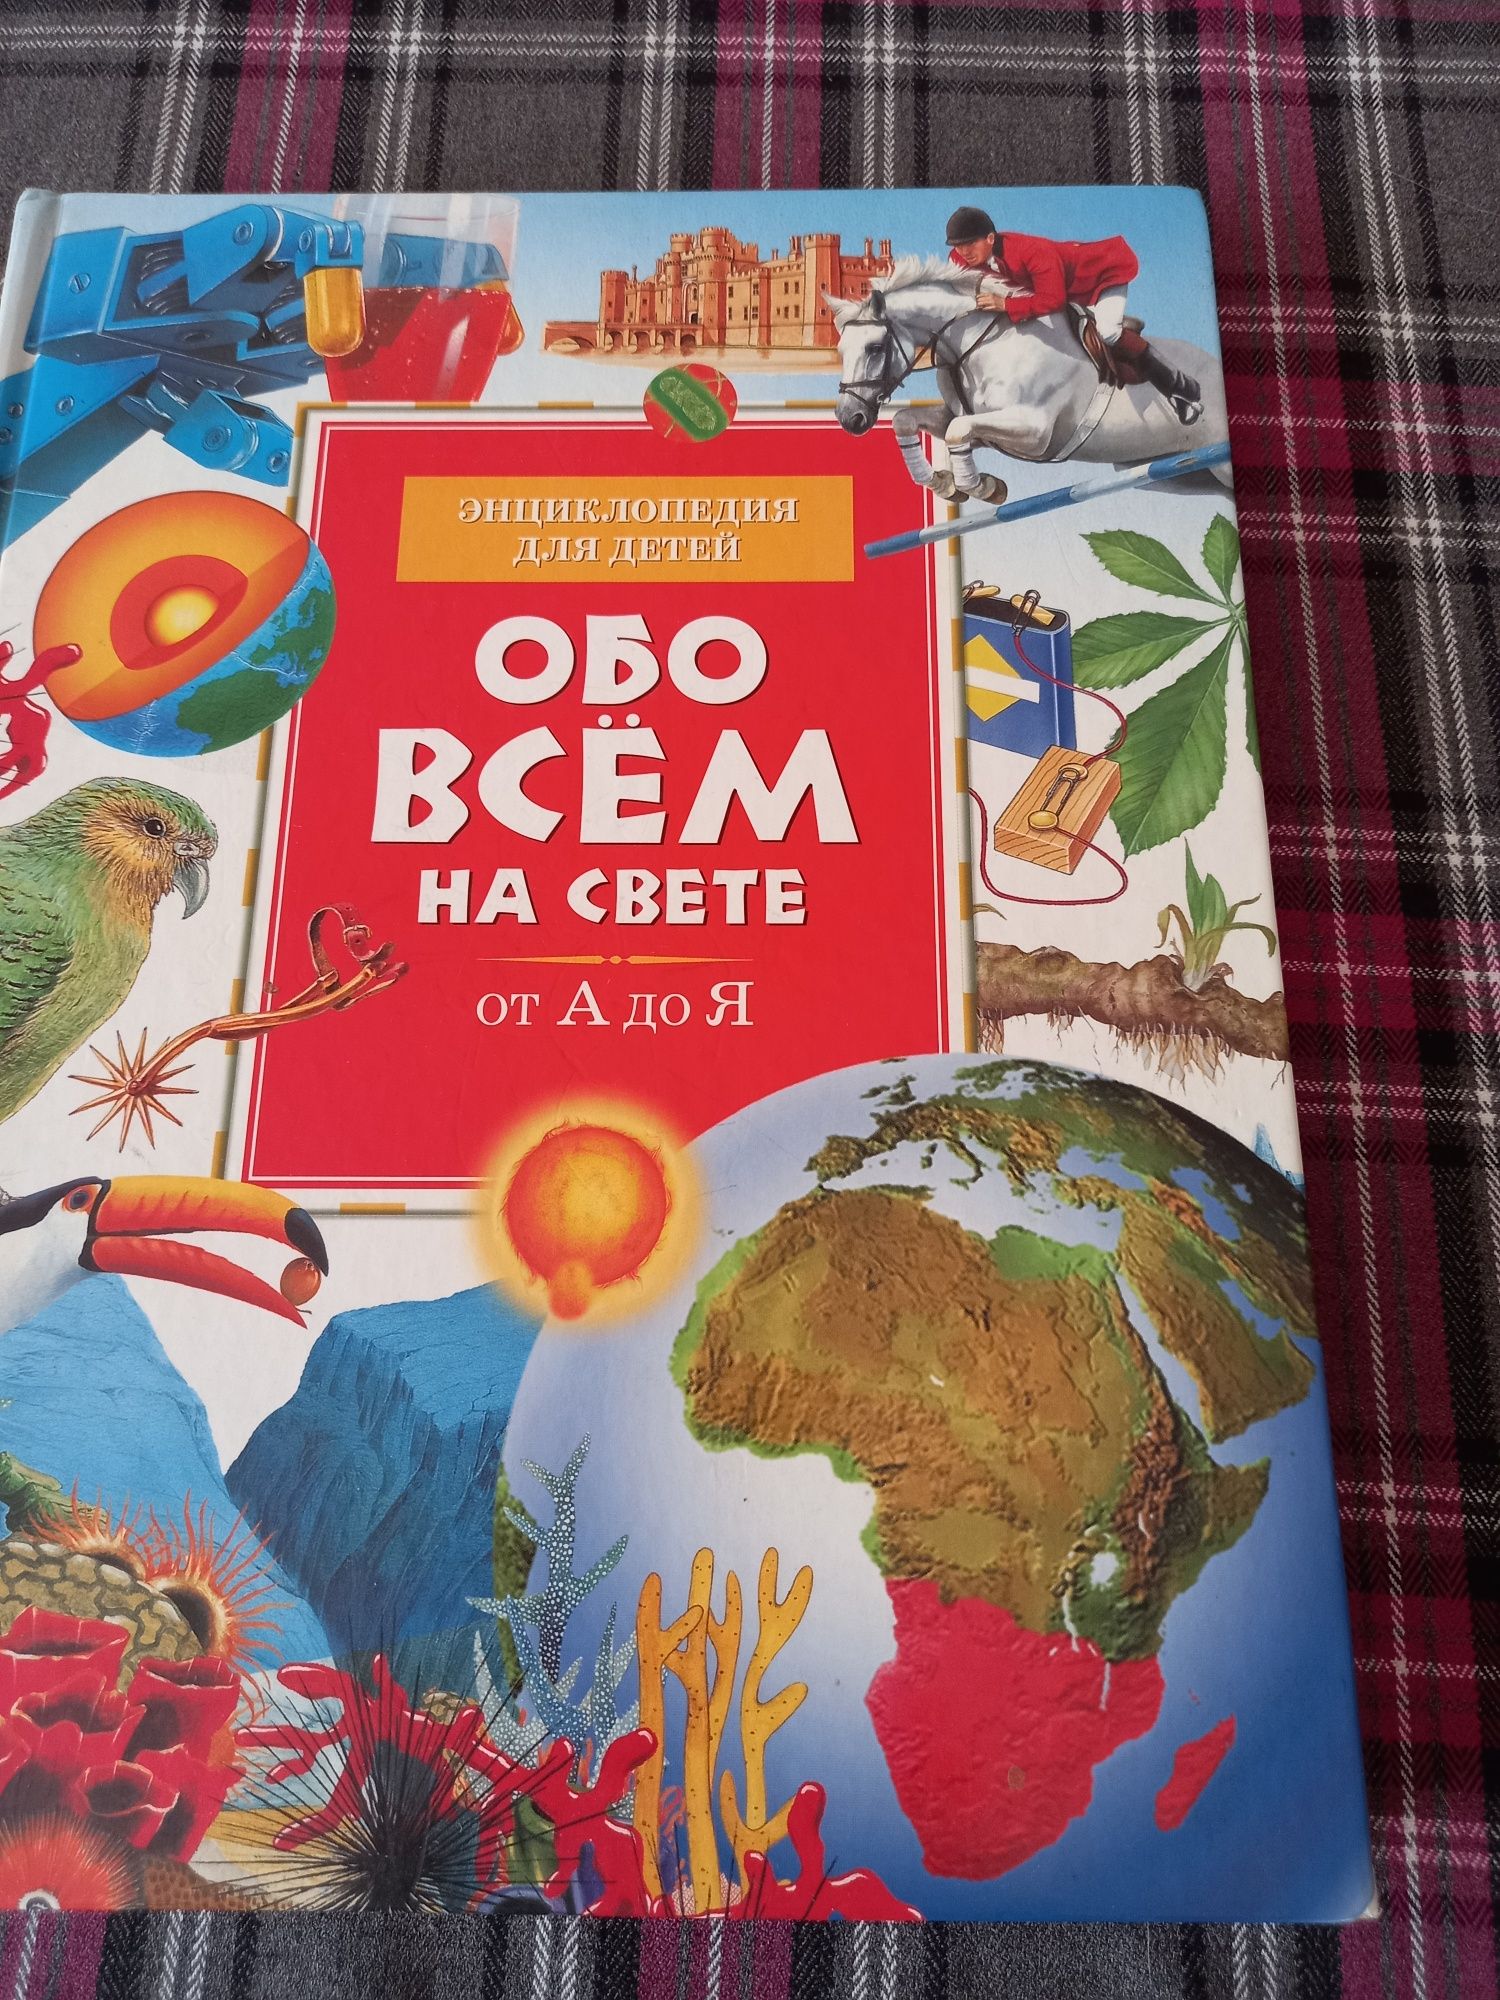 ЭНЦИКЛОПЕДИЯ
ДЛЯ ДЕТЕЙ
ОБО
ВСЁМ
НА СВЕТЕ
от А до Я